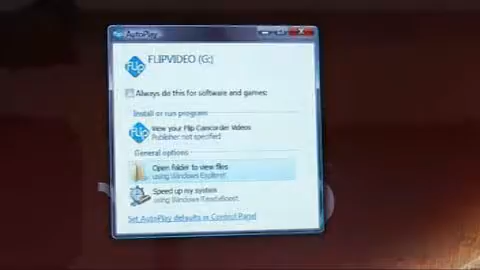 AutoPlay
Flip
FLIPVIDEO (G:)
Always do this for software and games:
Install or run program
Flip
View your Flip Camcorder Videos
Publisher not specified
General options
Open folder to view files
using Windows Explorer
Speed up my system
using Windows ReadyBoost
Set AutoPlay defaults in Control Panel